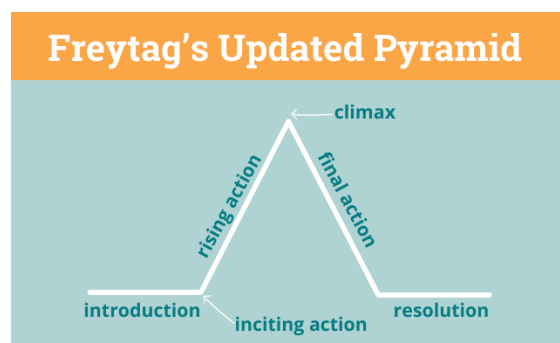 Freytag’s Updated Pyramid
climax
rising action
final action
introduction
inciting action
resolution